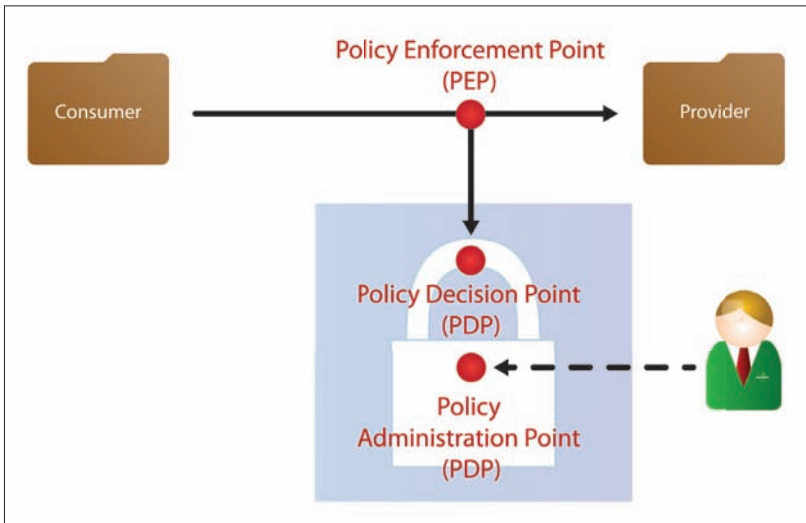 Policy Enforcement Point
(PEP)
Consumer
Provider
Policy Decision Point
(PDP)
Policy
Administration Point
(PDP)